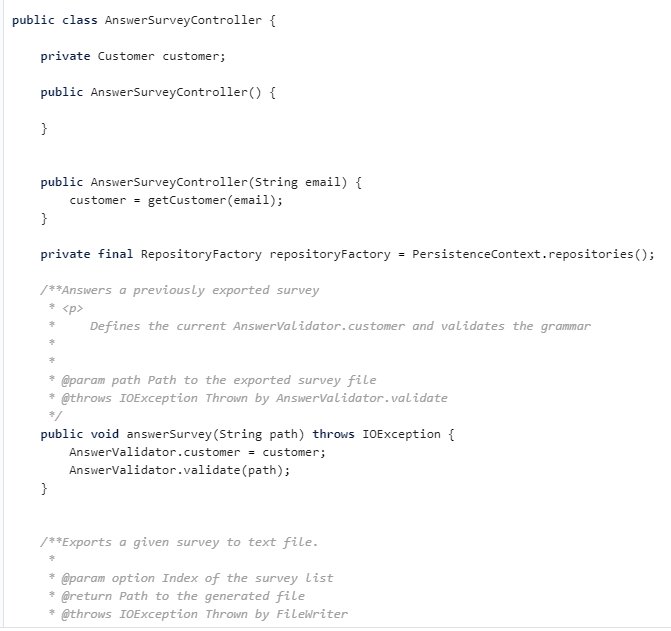 public class AnswerSurveyController {
private Customer customer;
public AnswerSurveyController() {
}
public AnswerSurveyController(String email) {
customer = getCustomer(email);
}
private final RepositoryFactory repositoryFactory = PersistenceContext.repositories();
/**Answers a previously exported survey
* <p>
* Defines the current AnswerValidator.customer and validates the grammar
*
*
* @param path Path to the exported survey file
* @throws IOException Thrown by AnswerValidator.validate
*/
public void answerSurvey(String path) throws IOException {
AnswerValidator.customer = customer;
AnswerValidator.validate(path);
}
/**Exports a given survey to text file.
*
* @param option Index of the survey list
* @return Path to the generated file
* @throws IOException Thrown by FileWriter